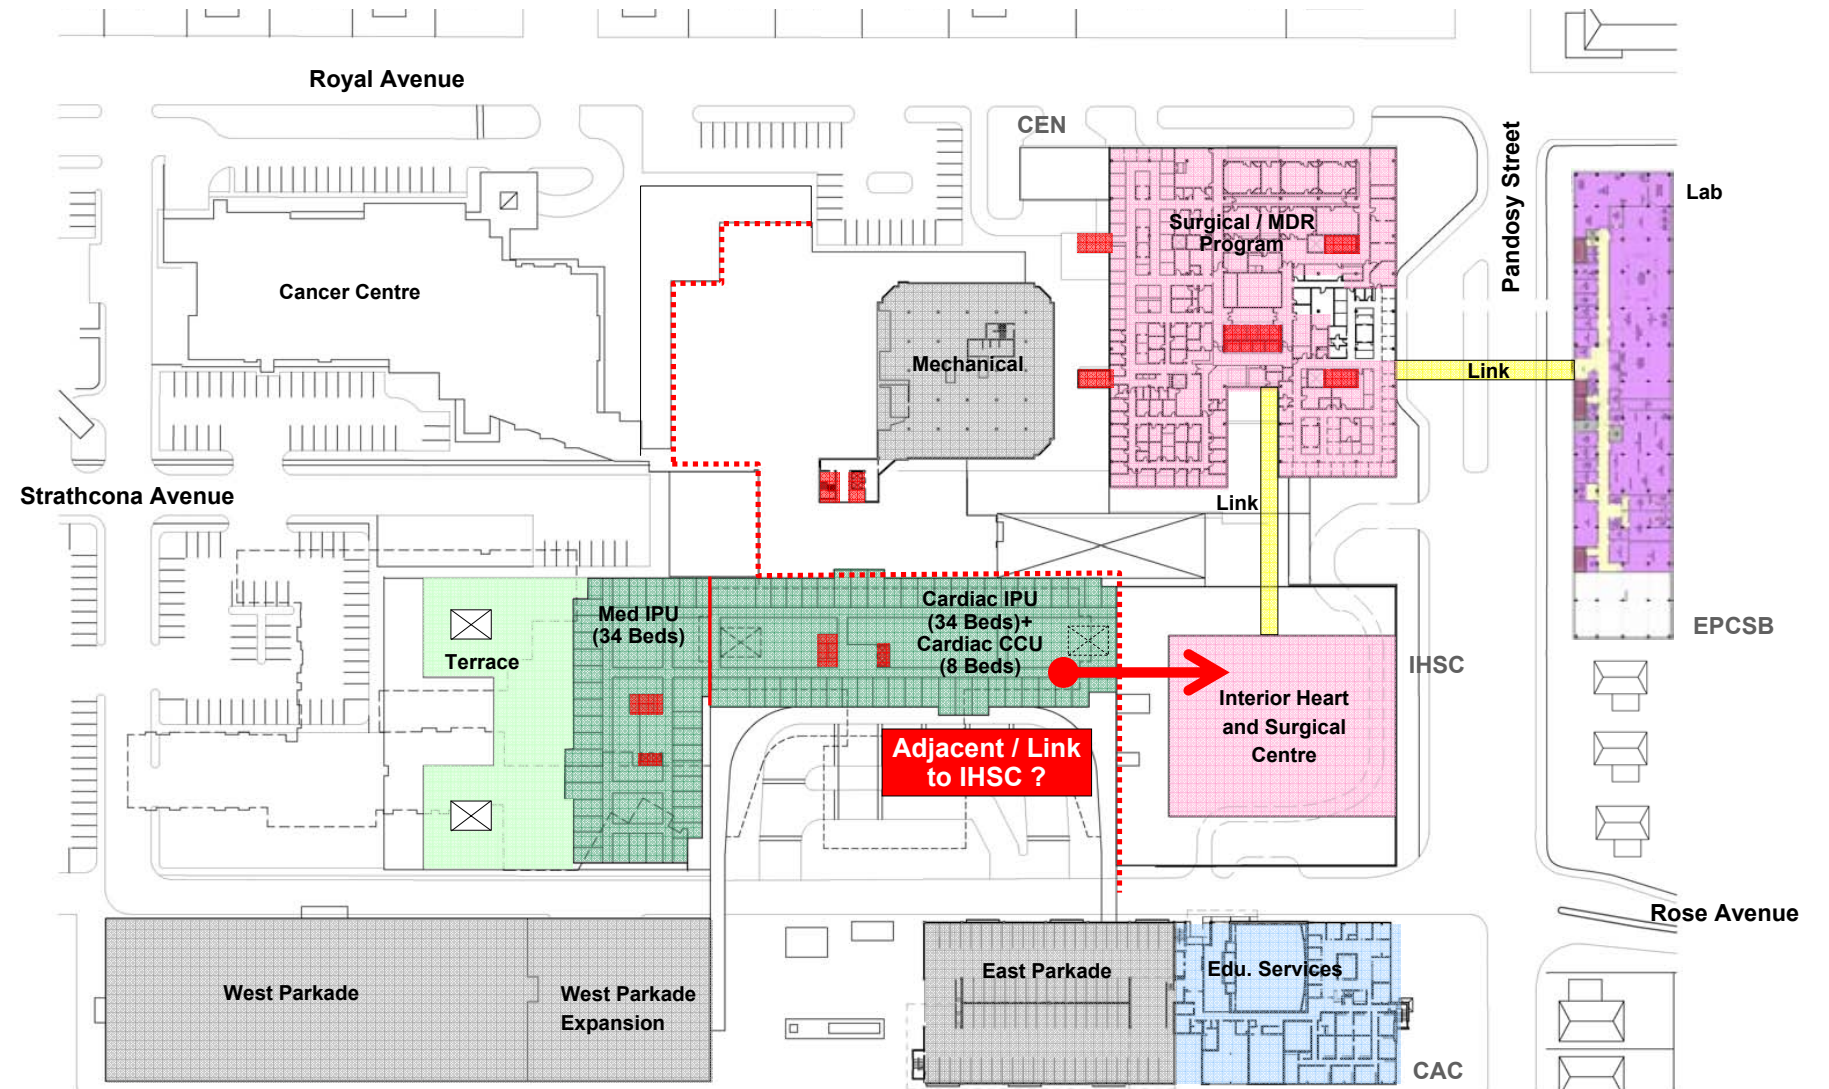 Royal Avenue
CEN
Pandosy Street
Lab
Surgical / MDR
Program
Cancer Centre
Mechanical
Link
Strathcona Avenue
Link
Med IPU
(34 Beds)
Cardiac IPU
(34 Beds)+
Cardiac CCU
(8 Beds)
EPCSB
Terrace
IHSC
Interior Heart
and Surgical
Centre
Adjacent / Link
to IHSC ?
Rose Avenue
East Parkade
Edu. Services
West Parkade
West Parkade
Expansion
CAC